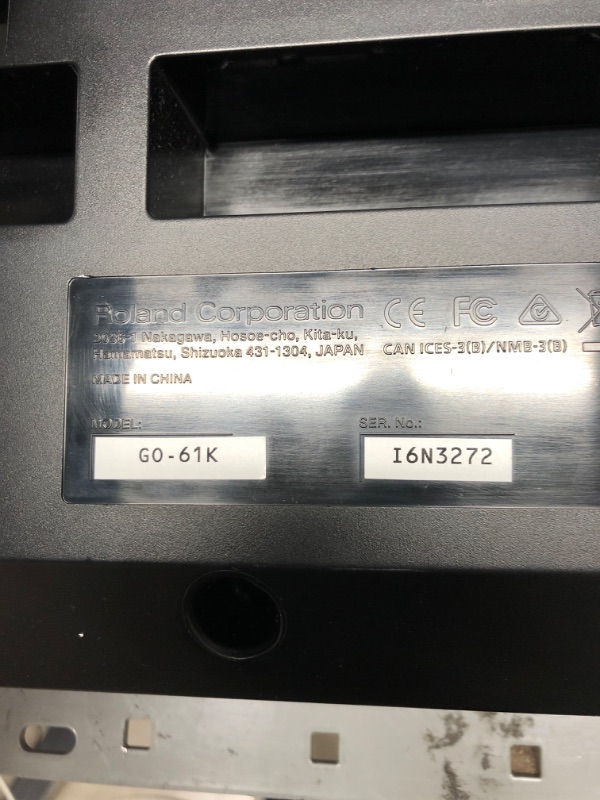 Roland Corporation
2036-1 Nakagawa, Hosoe-cho, Kita-ku,
Hamamatsu, Shizuoka 431-1304, JAPAN
CE FC
CAN ICES-3(B)/NMB-3(B)
MADE IN CHINA
MODEL:
GO-61K
SER. No.:
I6N3272